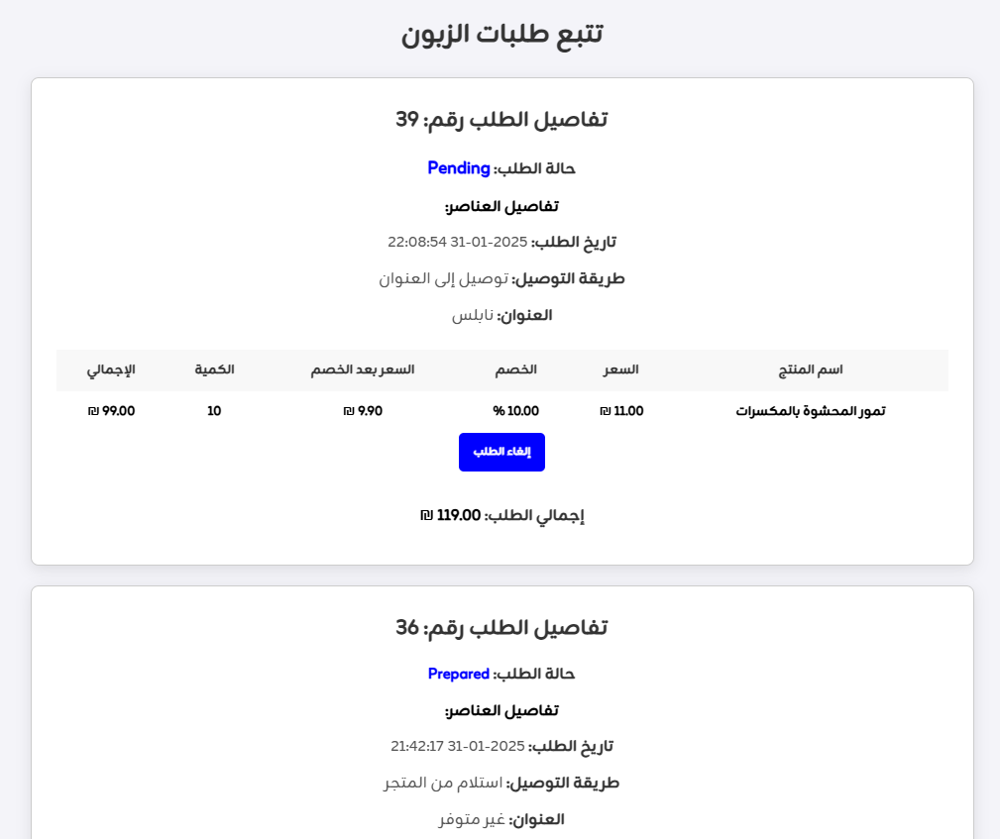 تتبع طلبات الزبون
تفاصيل الطلب رقم: 39
حالة الطلب: Pending
تفاصيل العناصر:
تاريخ الطلب: 2025-01-31 22:08:54
طريقة التوصيل: توصيل إلى العنوان
العنوان: نابلس
اسم المنتج السعر الخصم السعر بعد الخصم الكمية الإجمالي
تمور المحشوة بالمكسرات 11.00 ₪ 10.00 % 9.90 ₪ 10 99.00 ₪
إلغاء الطلب
إجمالي الطلب: 119.00 ₪
تفاصيل الطلب رقم: 36
حالة الطلب: Prepared
تفاصيل العناصر:
تاريخ الطلب: 2025-01-31 21:42:17
طريقة التوصيل: استلام من المتجر
العنوان: غير متوفر